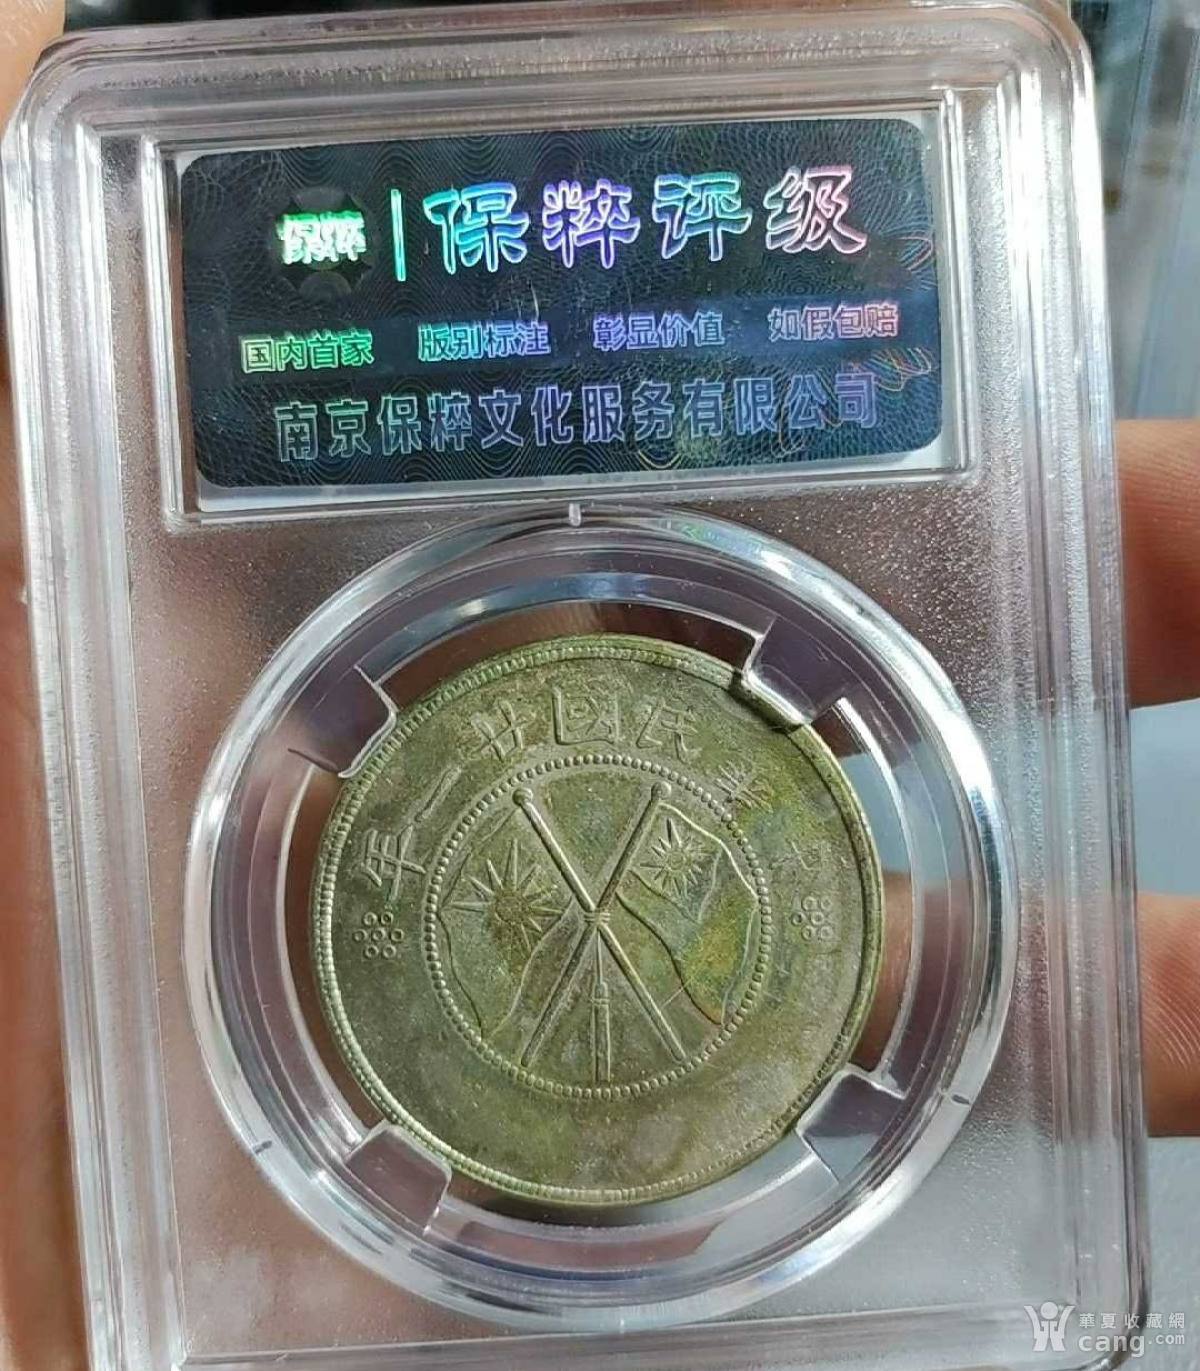 保粹 保粹评级
国内首家 版别标注 彰显价值 如假包赔
南京保粹文化服务有限公司
年一廿國民華中
華夏收藏網
cang.com